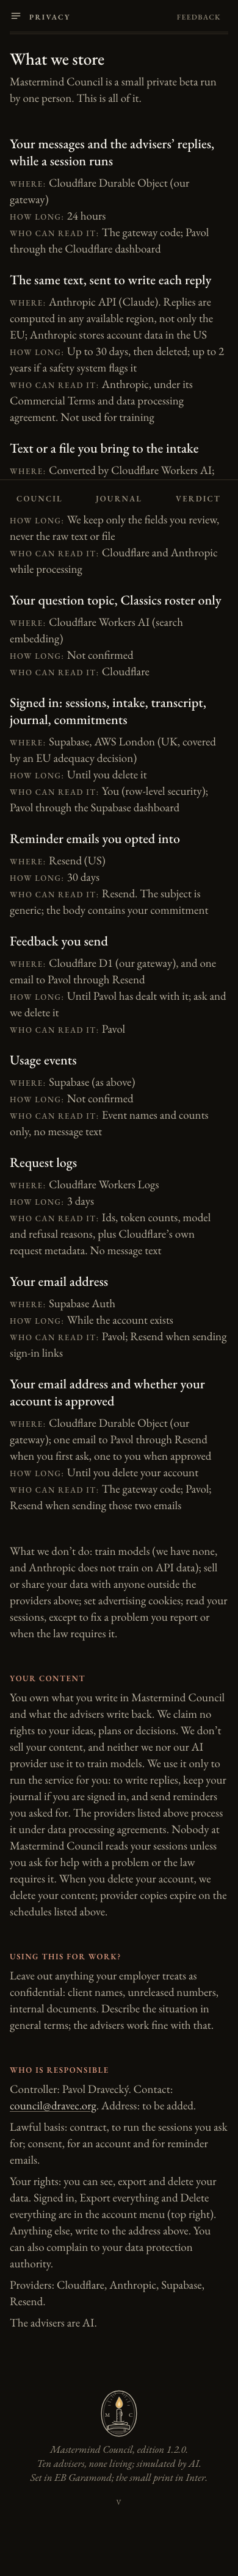 PRIVACY
FEEDBACK
What we store
Mastermind Council is a small private beta run
by one person. This is all of it.
Your messages and the advisers’ replies,
while a session runs
WHERE: Cloudflare Durable Object (our
gateway)
HOW LONG: 24 hours
WHO CAN READ IT: The gateway code; Pavol
through the Cloudflare dashboard
The same text, sent to write each reply
WHERE: Anthropic API (Claude). Replies are
computed in any available region, not only the
EU; Anthropic stores account data in the US
HOW LONG: Up to 30 days, then deleted; up to 2
years if a safety system flags it
WHO CAN READ IT: Anthropic, under its
Commercial Terms and data processing
agreement. Not used for training
Text or a file you bring to the intake
WHERE: Converted by Cloudflare Workers AI;
COUNCIL
JOURNAL
VERDICT
HOW LONG: We keep only the fields you review,
never the raw text or file
WHO CAN READ IT: Cloudflare and Anthropic
while processing
Your question topic, Classics roster only
WHERE: Cloudflare Workers AI (search
embedding)
HOW LONG: Not confirmed
WHO CAN READ IT: Cloudflare
Signed in: sessions, intake, transcript,
journal, commitments
WHERE: Supabase, AWS London (UK, covered
by an EU adequacy decision)
HOW LONG: Until you delete it
WHO CAN READ IT: You (row-level security);
Pavol through the Supabase dashboard
Reminder emails you opted into
WHERE: Resend (US)
HOW LONG: 30 days
WHO CAN READ IT: Resend. The subject is
generic; the body contains your commitment
Feedback you send
WHERE: Cloudflare D1 (our gateway), and one
email to Pavol through Resend
HOW LONG: Until Pavol has dealt with it; ask and
we delete it
WHO CAN READ IT: Pavol
Usage events
WHERE: Supabase (as above)
HOW LONG: Not confirmed
WHO CAN READ IT: Event names and counts
only, no message text
Request logs
WHERE: Cloudflare Workers Logs
HOW LONG: 3 days
WHO CAN READ IT: Ids, token counts, model
and refusal reasons, plus Cloudflare’s own
request metadata. No message text
Your email address
WHERE: Supabase Auth
HOW LONG: While the account exists
WHO CAN READ IT: Pavol; Resend when sending
sign-in links
Your email address and whether your
account is approved
WHERE: Cloudflare Durable Object (our
gateway); one email to Pavol through Resend
when you first ask, one to you when approved
HOW LONG: Until you delete your account
WHO CAN READ IT: The gateway code; Pavol;
Resend when sending those two emails
What we don’t do: train models (we have none,
and Anthropic does not train on API data); sell
or share your data with anyone outside the
providers above; set advertising cookies; read your
sessions, except to fix a problem you report or
when the law requires it.
YOUR CONTENT
You own what you write in Mastermind Council
and what the advisers write back. We claim no
rights to your ideas, plans or decisions. We don’t
sell your content, and neither we nor our AI
provider use it to train models. We use it only to
run the service for you: to write replies, keep your
journal if you are signed in, and send reminders
you asked for. The providers listed above process
it under data processing agreements. Nobody at
Mastermind Council reads your sessions unless
you ask for help with a problem or the law
requires it. When you delete your account, we
delete your content; provider copies expire on the
schedules listed above.
USING THIS FOR WORK?
Leave out anything your employer treats as
confidential: client names, unreleased numbers,
internal documents. Describe the situation in
general terms; the advisers work fine with that.
WHO IS RESPONSIBLE
Controller: Pavol Dravecký. Contact:
council@dravec.org. Address: to be added.
Lawful basis: contract, to run the sessions you ask
for; consent, for an account and for reminder
emails.
Your rights: you can see, export and delete your
data. Signed in, Export everything and Delete
everything are in the account menu (top right).
Anything else, write to the address above. You
can also complain to your data protection
authority.
Providers: Cloudflare, Anthropic, Supabase,
Resend.
The advisers are AI.
M C
Mastermind Council, edition 1.2.0.
Ten advisers, none living; simulated by AI.
Set in EB Garamond; the small print in Inter.
V